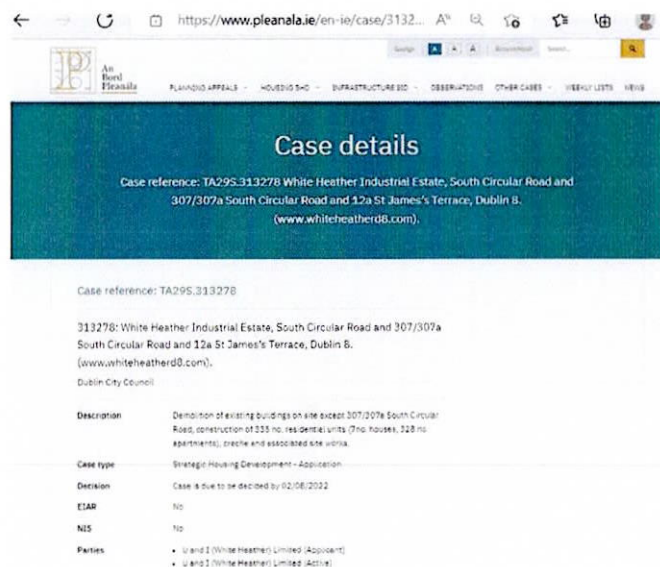 https://www.pleanala.ie/en-ie/case/3132...
Gaeilge A A A Accessibility Search...
An
Bord
Pleanála
PLANNING APPEALS HOUSING SHD INFRASTRUCTURE SID OBSERVATIONS OTHER CASES WEEKLY LISTS NEWS
Case details
Case reference: TA29S.313278 White Heather Industrial Estate, South Circular Road and
307/307a South Circular Road and 12a St James's Terrace, Dublin 8.
(www.whiteheatherd8.com).
Case reference: TA29S.313278
313278: White Heather Industrial Estate, South Circular Road and 307/307a
South Circular Road and 12a St James's Terrace, Dublin 8.
(www.whiteheatherd8.com).
Dublin City Council
Description Demolition of existing buildings on site except 307/307a South Circular
Road, construction of 335 no. residential units (7no. houses, 328 no.
apartments), creche and associated site works.
Case type Strategic Housing Development - Application
Decision Case is due to be decided by 02/08/2022
EIAR No
NIS No
Parties • U and I (White Heather) Limited (Applicant)
• U and I (White Heather) Limited (Active)